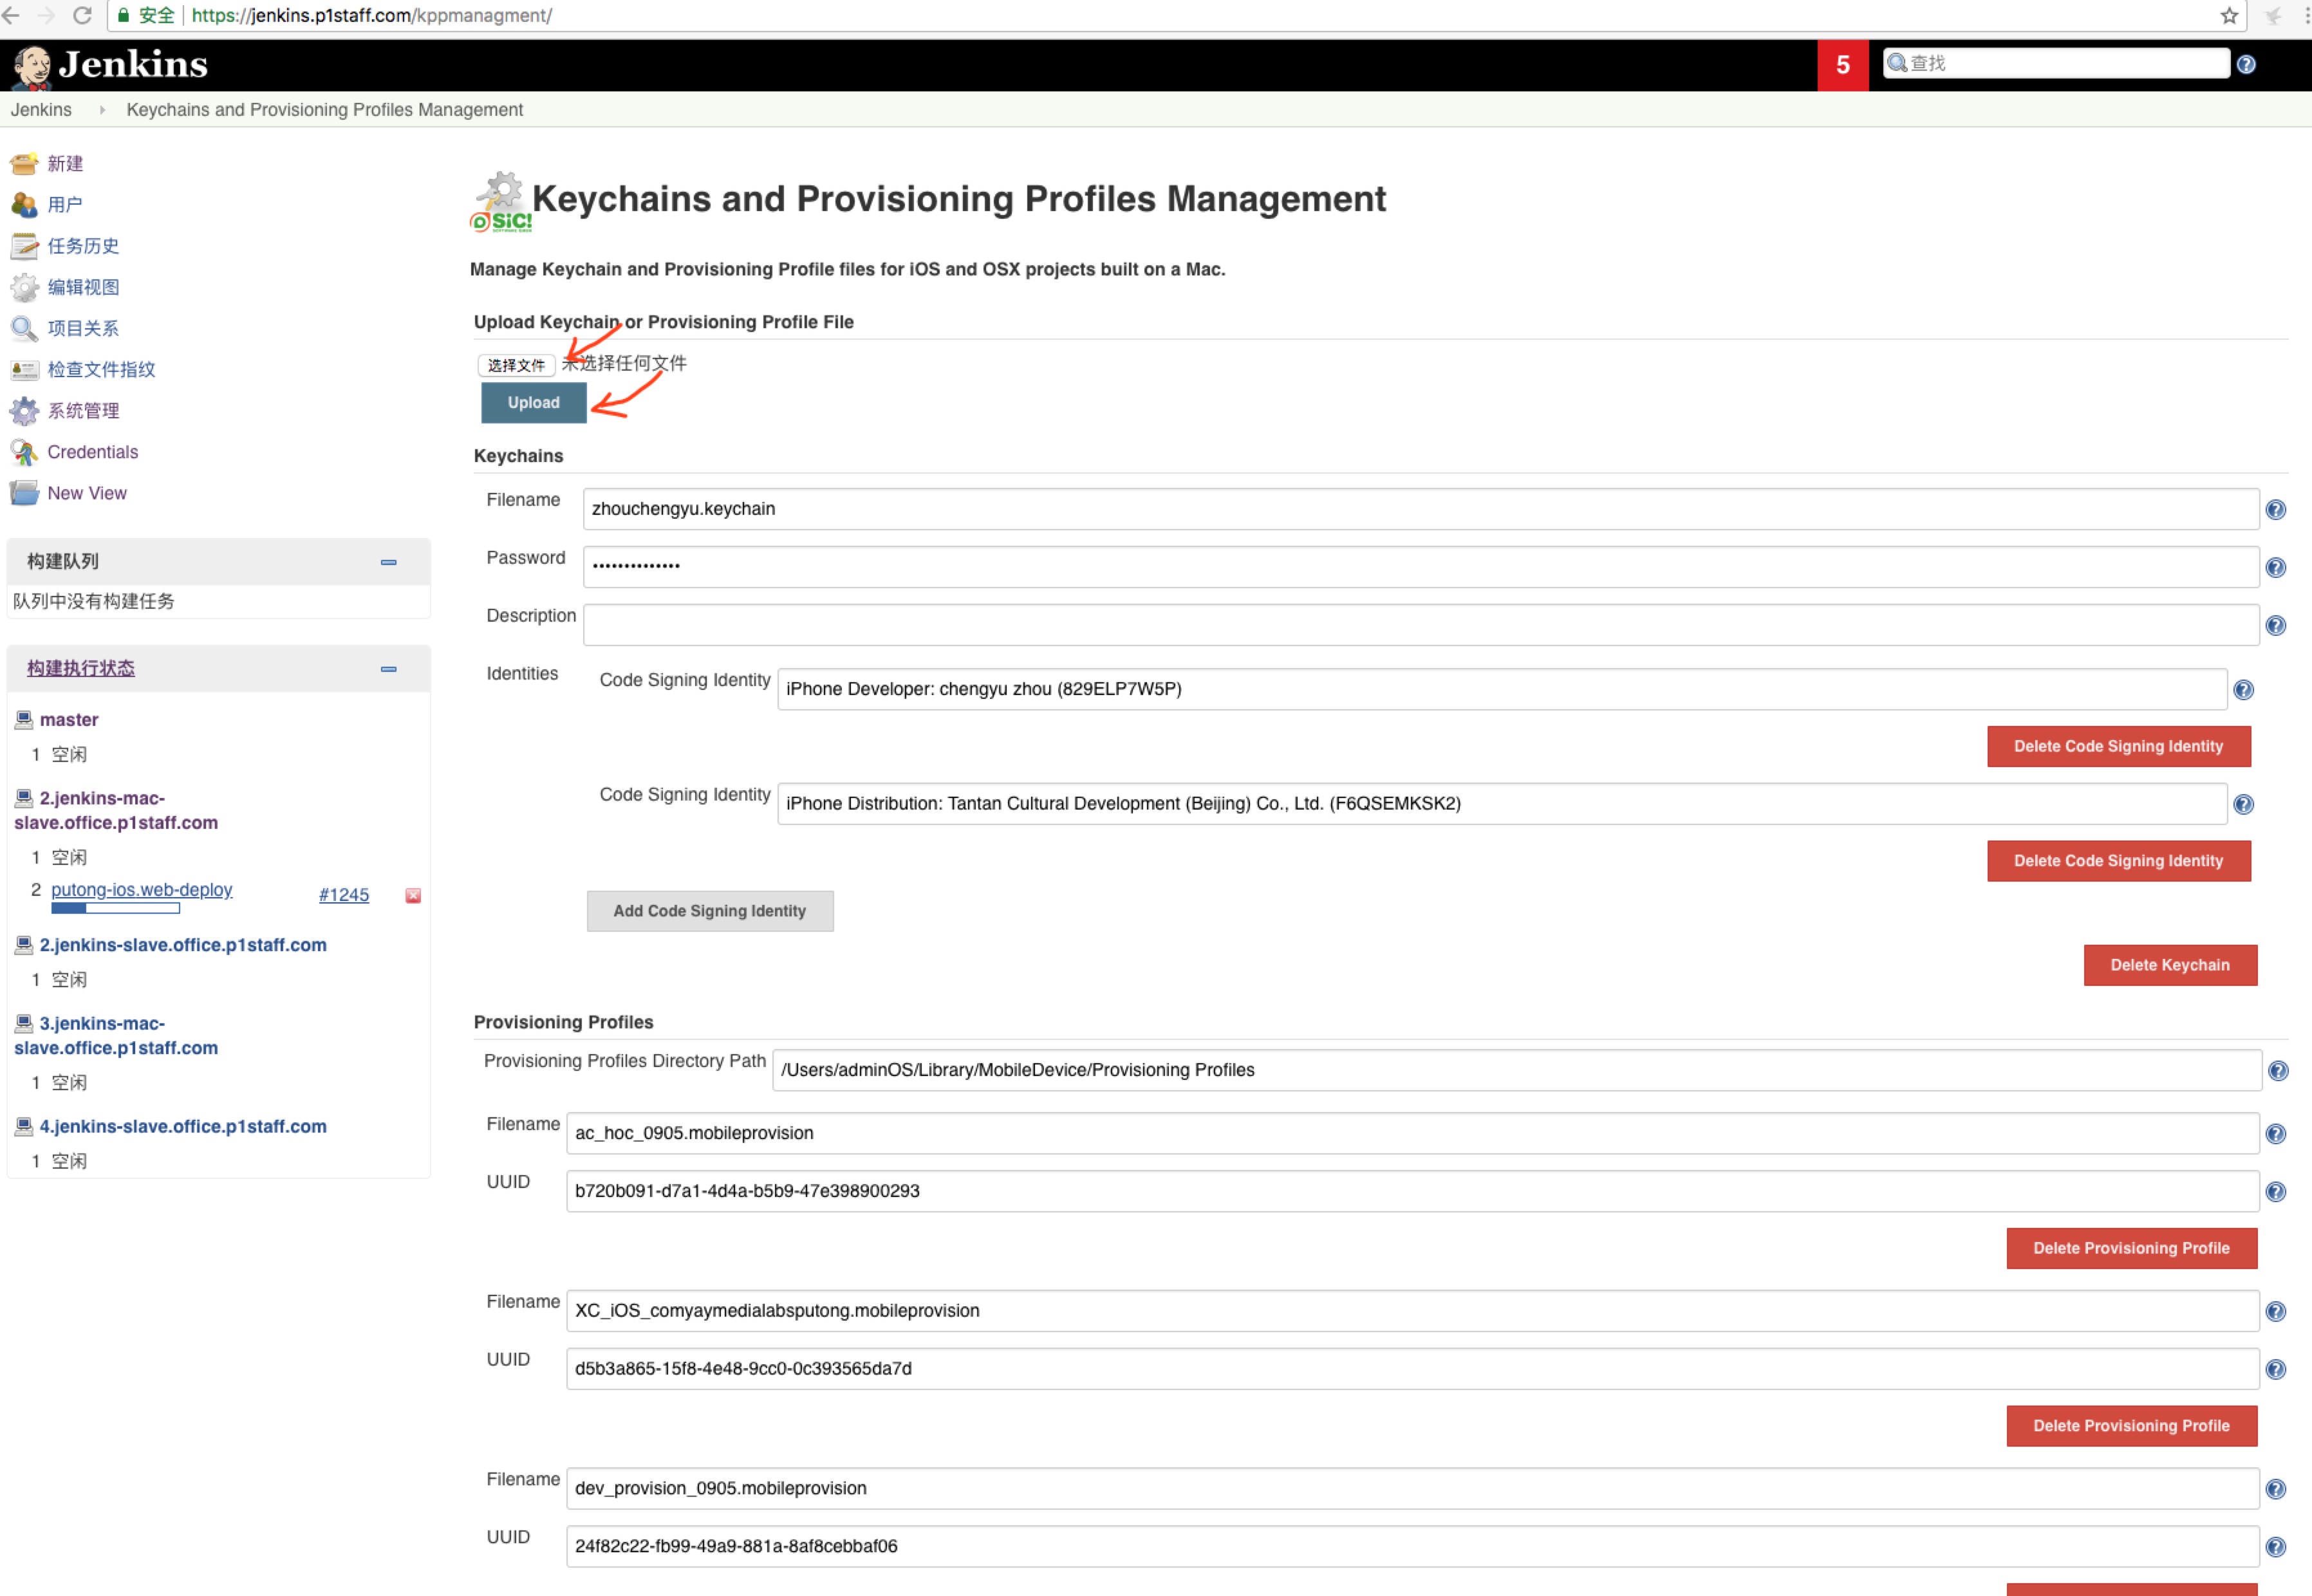 安全 https://jenkins.p1staff.com/kppmanagment/
Jenkins
5
查找
Jenkins
Keychains and Provisioning Profiles Management
新建
用户
任务历史
编辑视图
项目关系
检查文件指纹
系统管理
Credentials
New View
构建队列
队列中没有构建任务
构建执行状态
master
1 空闲
2.jenkins-mac-
slave.office.p1staff.com
1 空闲
2 putong-ios.web-deploy #1245
2.jenkins-slave.office.p1staff.com
1 空闲
3.jenkins-mac-
slave.office.p1staff.com
1 空闲
4.jenkins-slave.office.p1staff.com
1 空闲
SiC!
Keychains and Provisioning Profiles Management
Manage Keychain and Provisioning Profile files for iOS and OSX projects built on a Mac.
Upload Keychain or Provisioning Profile File
选择文件 未选择任何文件
Upload
Keychains
Filename zhouchengyu.keychain
Password ••••••••••••••
Description
Identities
Code Signing Identity iPhone Developer: chengyu zhou (829ELP7W5P)
Delete Code Signing Identity
Code Signing Identity iPhone Distribution: Tantan Cultural Development (Beijing) Co., Ltd. (F6QSEMKSK2)
Delete Code Signing Identity
Add Code Signing Identity
Delete Keychain
Provisioning Profiles
Provisioning Profiles Directory Path /Users/adminOS/Library/MobileDevice/Provisioning Profiles
Filename ac_hoc_0905.mobileprovision
UUID b720b091-d7a1-4d4a-b5b9-47e398900293
Delete Provisioning Profile
Filename XC_iOS_comyaymedialabsputong.mobileprovision
UUID d5b3a865-15f8-4e48-9cc0-0c393565da7d
Delete Provisioning Profile
Filename dev_provision_0905.mobileprovision
UUID 24f82c22-fb99-49a9-881a-8af8cebbaf06